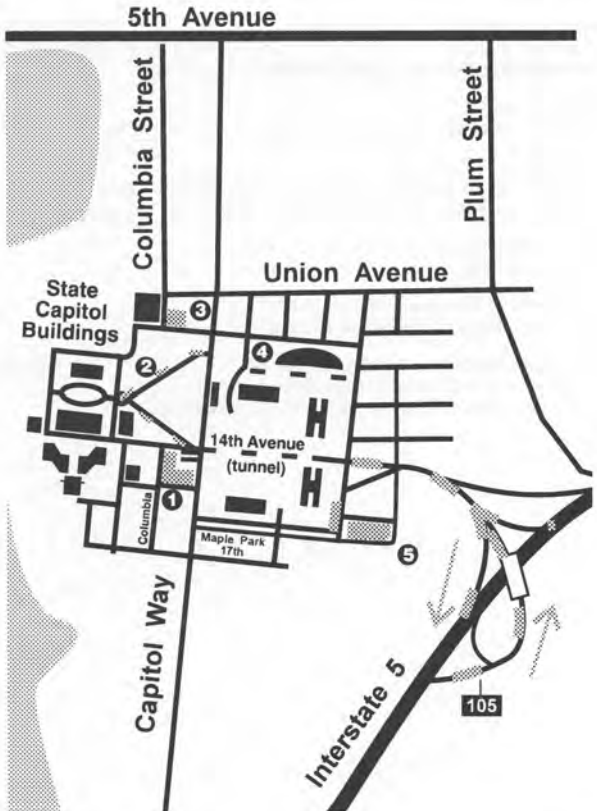 5th Avenue
Columbia Street
Plum Street
Union Avenue
State
Capitol
Buildings
3
2
4
14th Avenue
(tunnel)
1
Columbia
Maple Park
17th
5
Capitol Way
Interstate 5
105